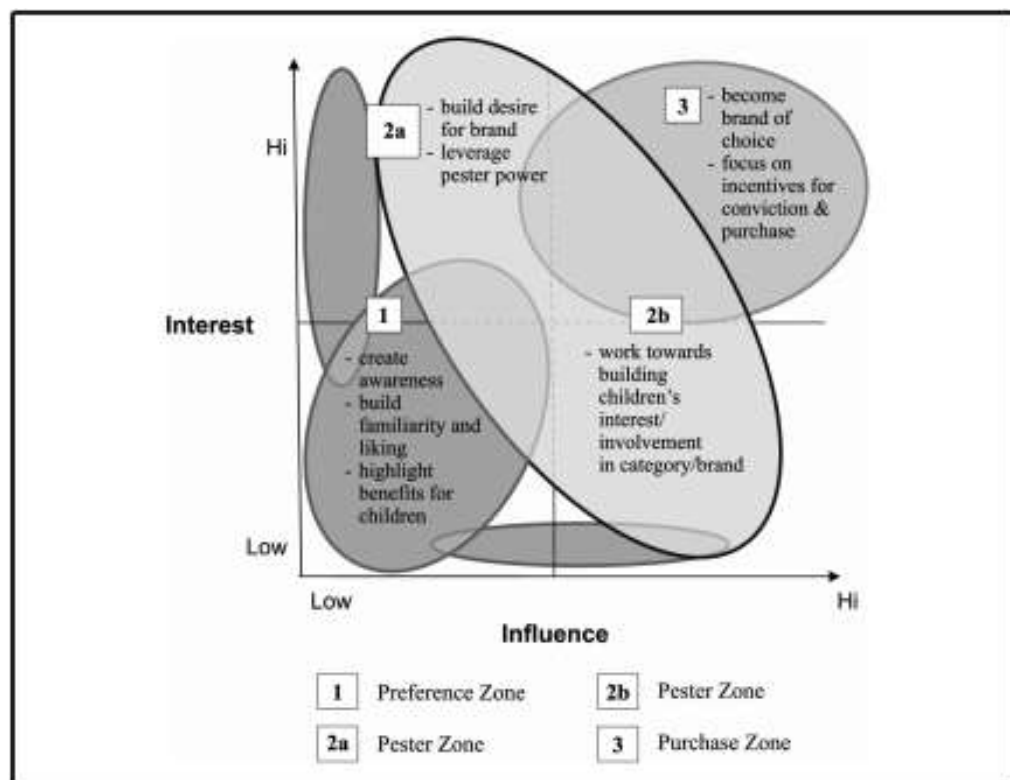 Hi
2a
- build desire
for brand
- leverage
pester power
3
- become
brand of
choice
- focus on
incentives for
conviction &
purchase
Interest
1
- create
awareness
- build
familiarity and
liking
- highlight
benefits for
children
2b
- work towards
building
children's
interest/
involvement
in category/brand
Low
Low
Hi
Influence
1 Preference Zone
2b Pester Zone
2a Pester Zone
3 Purchase Zone